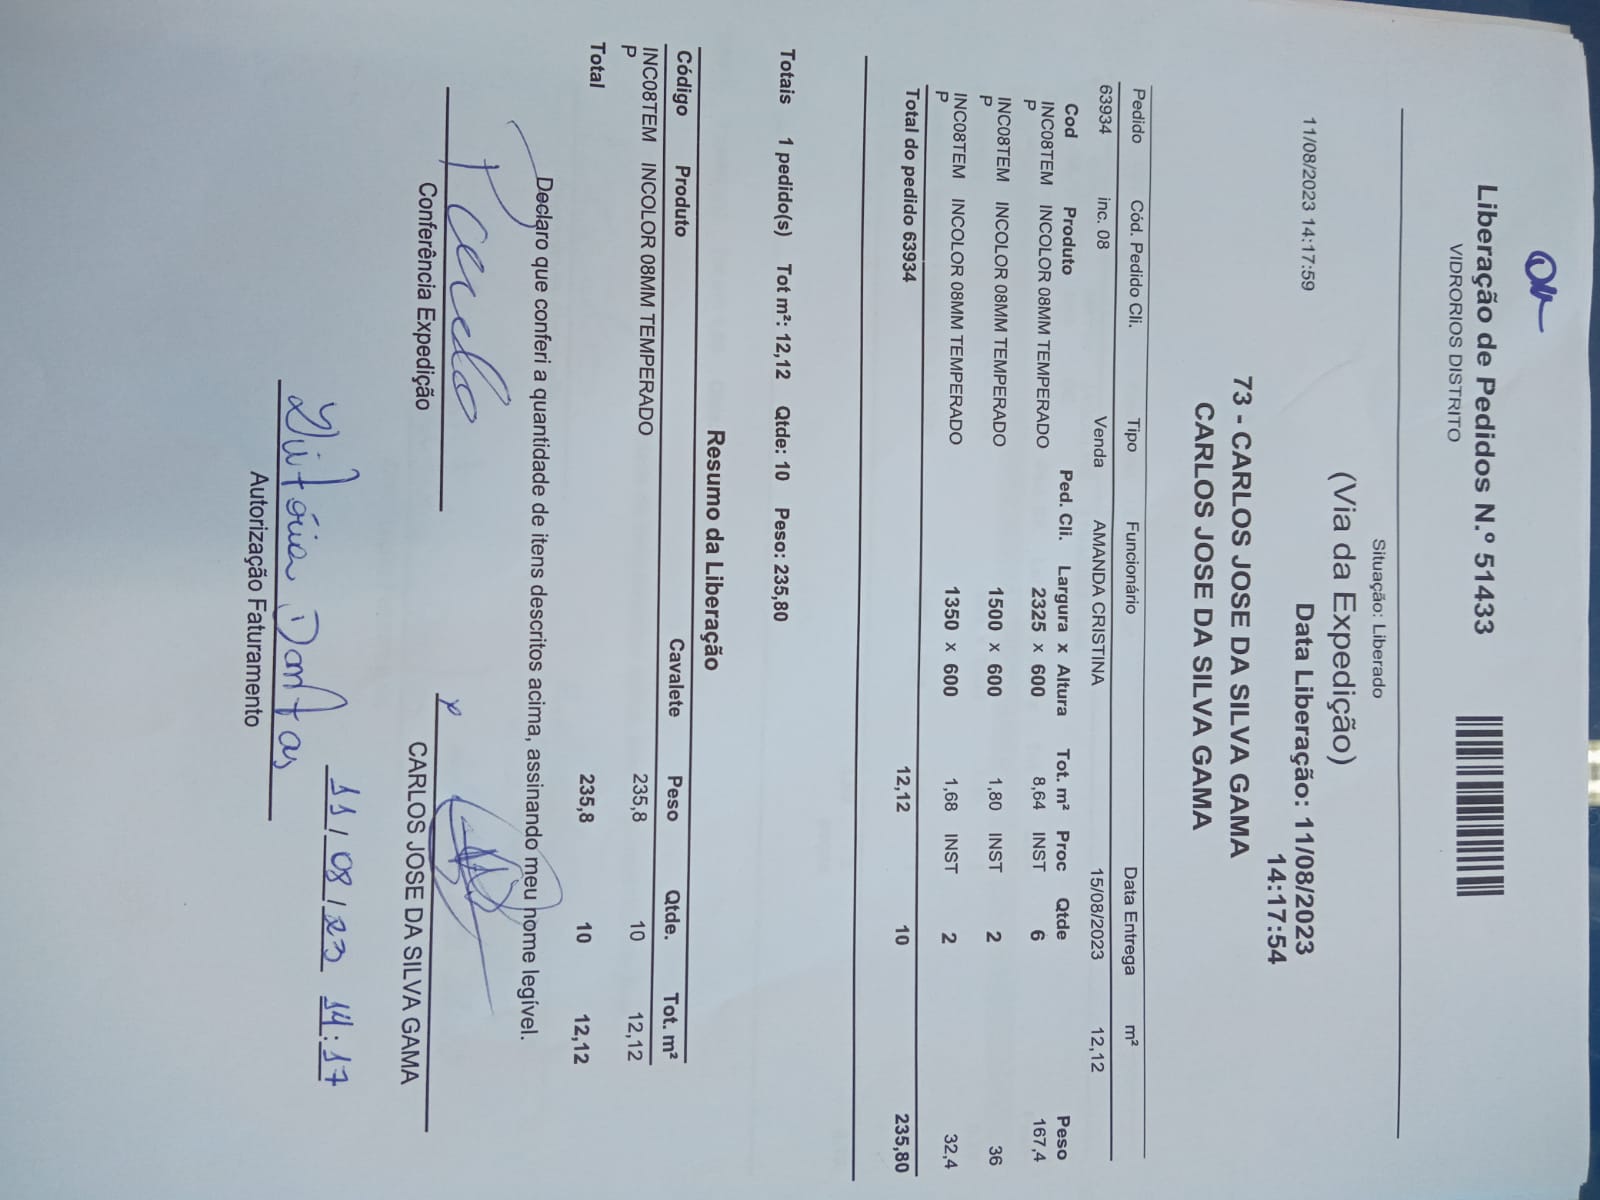 Liberação de Pedidos N.º 51433
VIDRORIOS DISTRITO
Situação: Liberado
(Via da Expedição)
11/08/2023 14:17:59 Data Liberação: 11/08/2023
14:17:54
73 - CARLOS JOSE DA SILVA GAMA
CARLOS JOSE DA SILVA GAMA
Pedido Cód. Pedido Cli. Tipo Funcionário Data Entrega m²
63934 inc. 08 Venda AMANDA CRISTINA 15/08/2023 12,12
Cod Produto Ped. Cli. Largura x Altura Tot. m² Proc Qtde Peso
INC08TEM INCOLOR 08MM TEMPERADO 2325 x 600 8,64 INST 6 167,4
P
INC08TEM INCOLOR 08MM TEMPERADO 1500 x 600 1,80 INST 2 36
P
INC08TEM INCOLOR 08MM TEMPERADO 1350 x 600 1,68 INST 2 32,4
P
Total do pedido 63934 12,12 10 235,80
Totais 1 pedido(s) Tot m²: 12,12 Qtde: 10 Peso: 235,80
Resumo da Liberação
Código Produto Cavalete Peso Qtde. Tot. m²
INC08TEM INCOLOR 08MM TEMPERADO 235,8 10 12,12
P
Total 235,8 10 12,12
Declaro que conferi a quantidade de itens descritos acima, assinando meu nome legível.
Conferência Expedição CARLOS JOSE DA SILVA GAMA
11/08/23 14:17
Vitória Dantas
Autorização Faturamento